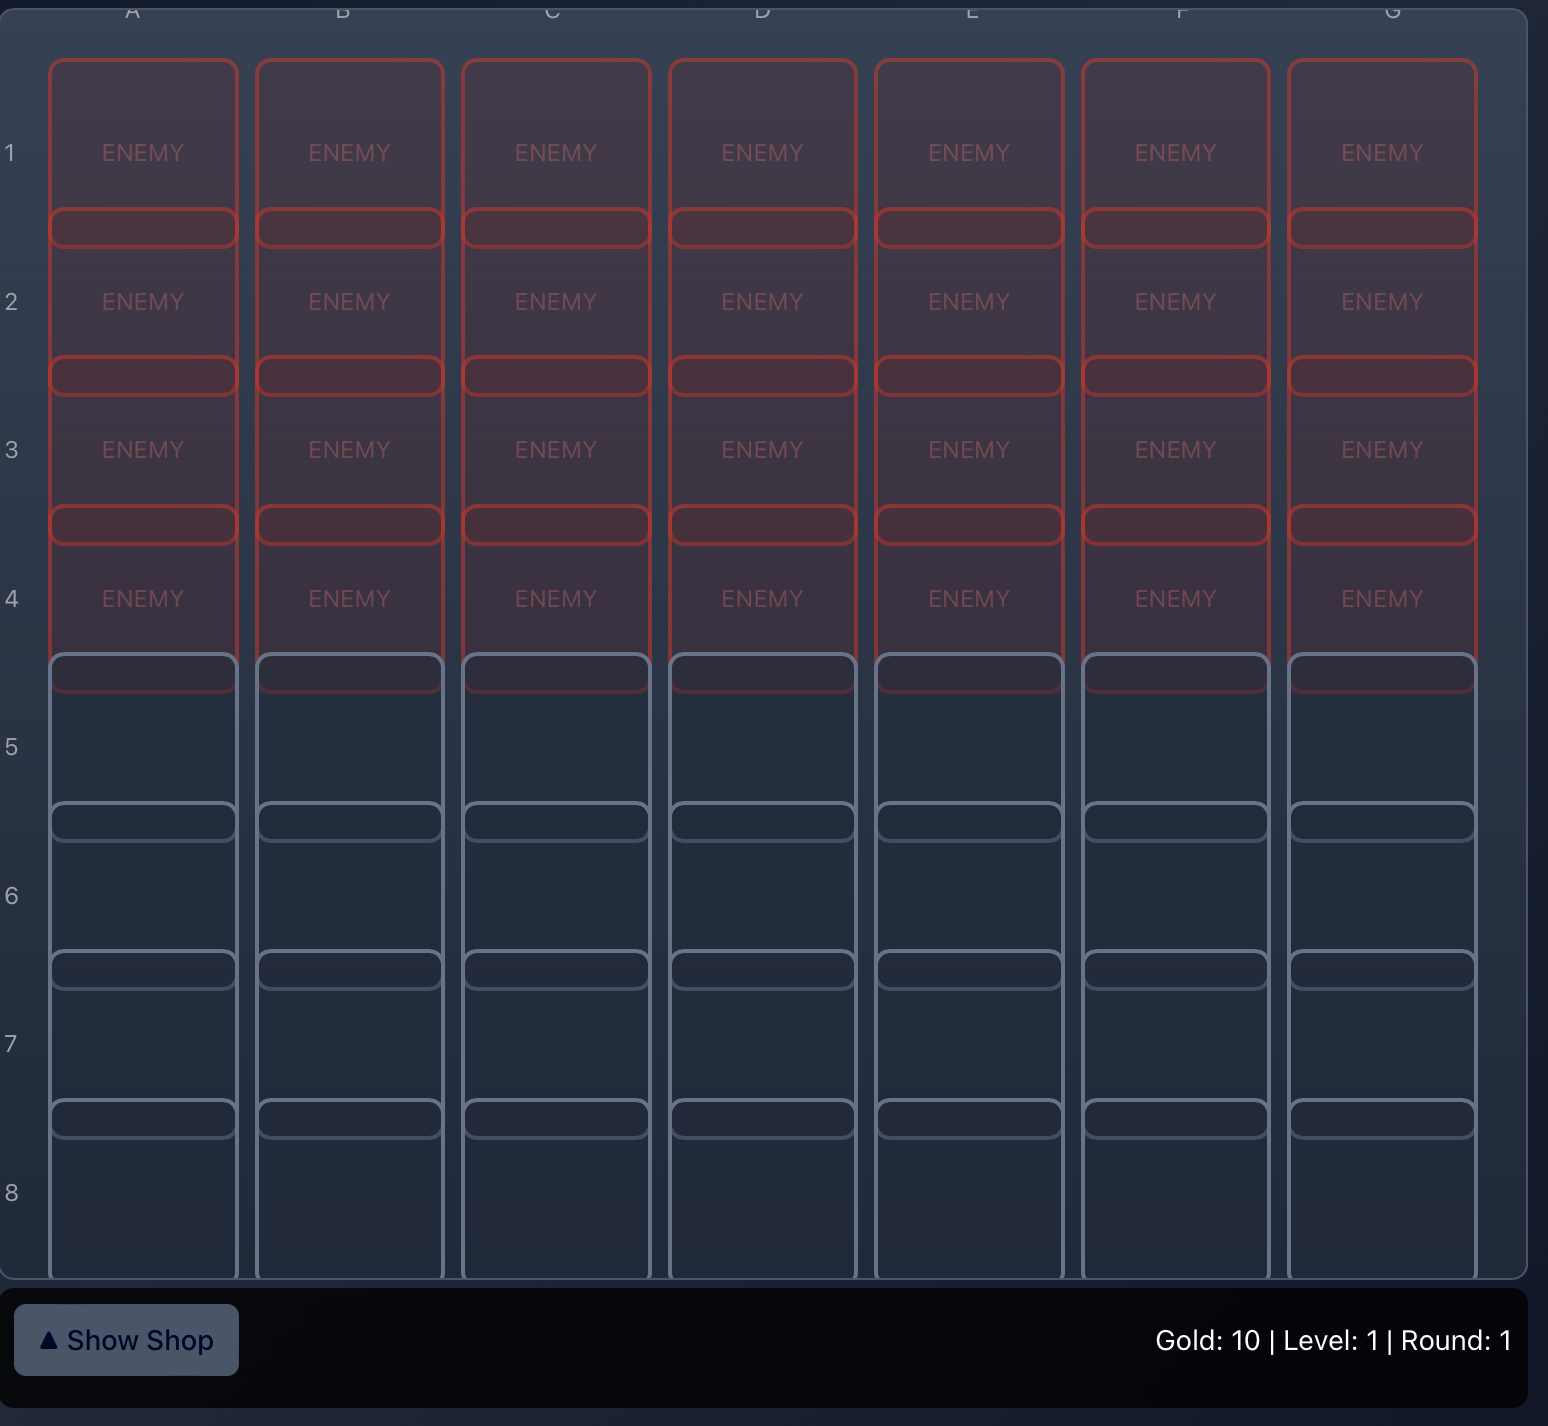 A B C D E F G
1 ENEMY ENEMY ENEMY ENEMY ENEMY ENEMY ENEMY
2 ENEMY ENEMY ENEMY ENEMY ENEMY ENEMY ENEMY
3 ENEMY ENEMY ENEMY ENEMY ENEMY ENEMY ENEMY
4 ENEMY ENEMY ENEMY ENEMY ENEMY ENEMY ENEMY
5
6
7
8
▲ Show Shop Gold: 10 | Level: 1 | Round: 1